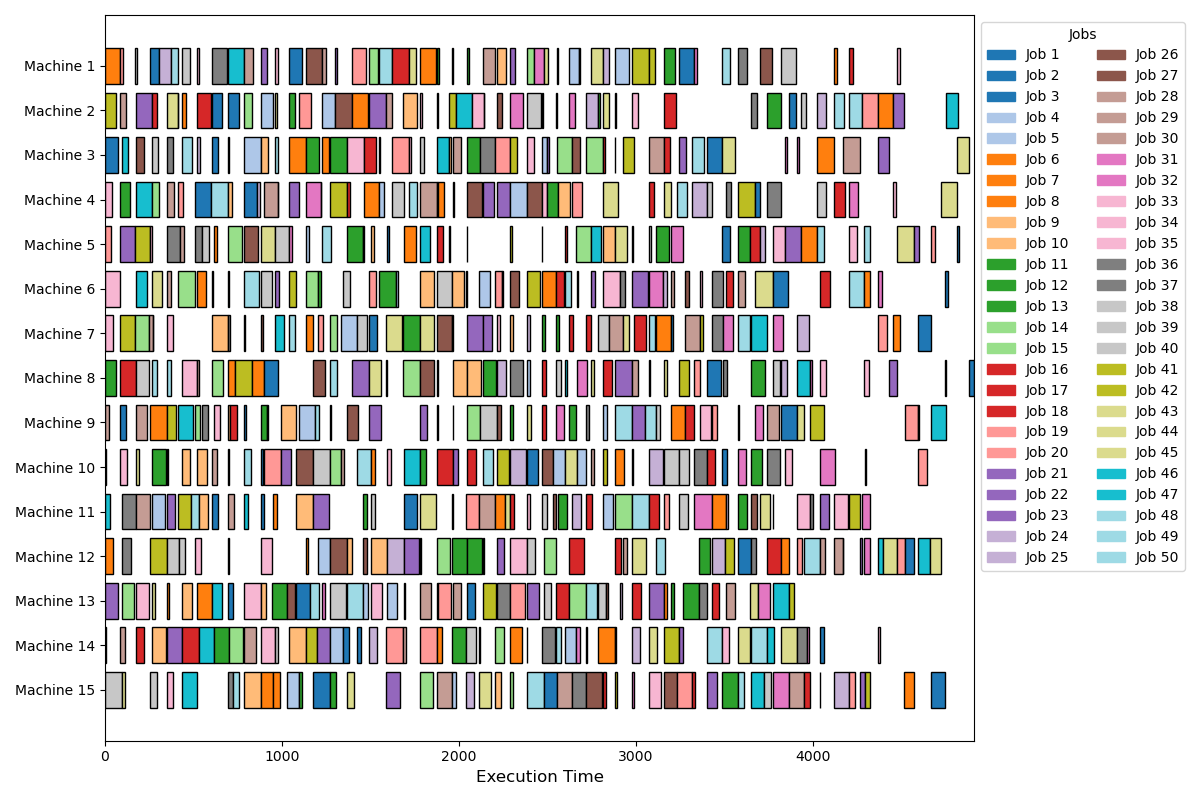 Machine 1
Machine 2
Machine 3
Machine 4
Machine 5
Machine 6
Machine 7
Machine 8
Machine 9
Machine 10
Machine 11
Machine 12
Machine 13
Machine 14
Machine 15
0 1000 2000 3000 4000
Execution Time
Jobs
Job 1
Job 2
Job 3
Job 4
Job 5
Job 6
Job 7
Job 8
Job 9
Job 10
Job 11
Job 12
Job 13
Job 14
Job 15
Job 16
Job 17
Job 18
Job 19
Job 20
Job 21
Job 22
Job 23
Job 24
Job 25
Job 26
Job 27
Job 28
Job 29
Job 30
Job 31
Job 32
Job 33
Job 34
Job 35
Job 36
Job 37
Job 38
Job 39
Job 40
Job 41
Job 42
Job 43
Job 44
Job 45
Job 46
Job 47
Job 48
Job 49
Job 50